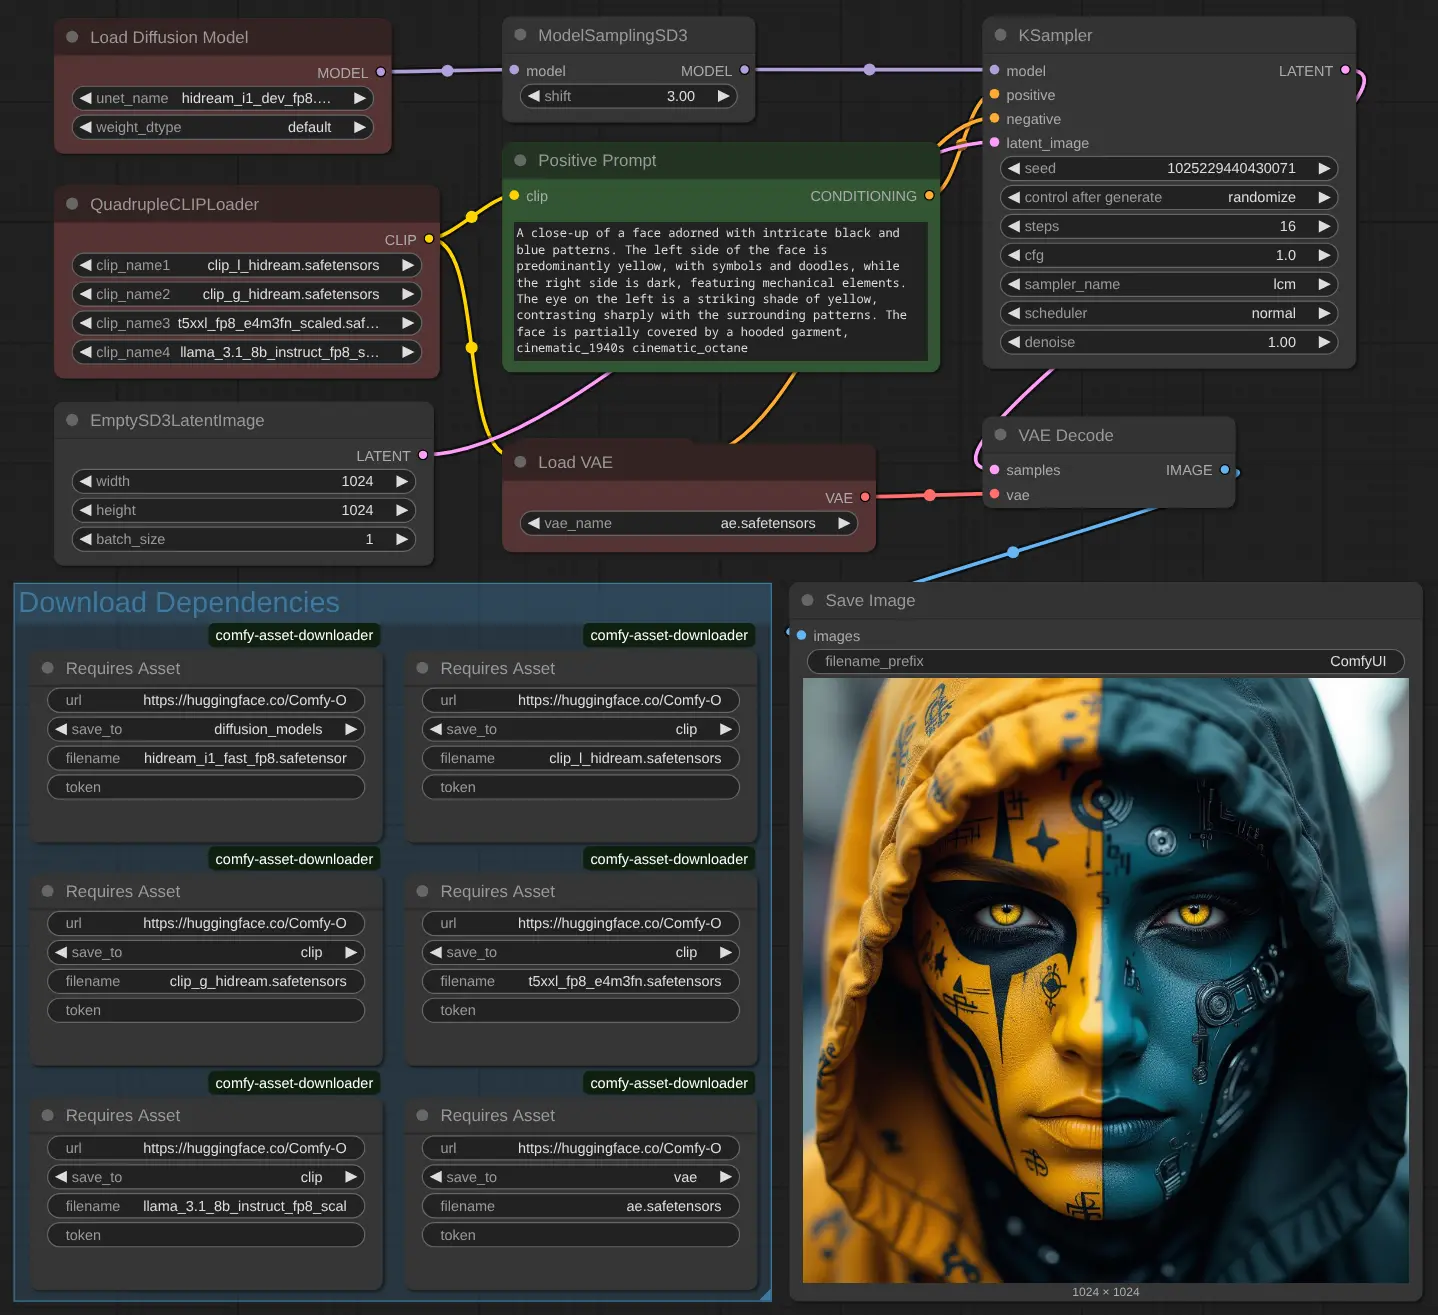 Load Diffusion Model
MODEL
unet_name hidream_i1_dev_fp8....
weight_dtype default
ModelSamplingSD3
model MODEL
shift 3.00
KSampler
model LATENT
positive
negative
latent_image
seed 1025229440430071
control after generate randomize
steps 16
cfg 1.0
sampler_name lcm
scheduler normal
denoise 1.00
QuadrupleCLIPLoader
CLIP
clip_name1 clip_l_hidream.safetensors
clip_name2 clip_g_hidream.safetensors
clip_name3 t5xxl_fp8_e4m3fn_scaled.saf...
clip_name4 llama_3.1_8b_instruct_fp8_s...
Positive Prompt
clip CONDITIONING
A close-up of a face adorned with intricate black and
blue patterns. The left side of the face is
predominantly yellow, with symbols and doodles, while
the right side is dark, featuring mechanical elements.
The eye on the left is a striking shade of yellow,
contrasting sharply with the surrounding patterns. The
face is partially covered by a hooded garment,
cinematic_1940s cinematic_octane
EmptySD3LatentImage
LATENT
width 1024
height 1024
batch_size 1
Load VAE
VAE
vae_name ae.safetensors
VAE Decode
samples IMAGE
vae
Download Dependencies
comfy-asset-downloader
Requires Asset
url https://huggingface.co/Comfy-O
save_to diffusion_models
filename hidream_i1_fast_fp8.safetensor
token
comfy-asset-downloader
Requires Asset
url https://huggingface.co/Comfy-O
save_to clip
filename clip_l_hidream.safetensors
token
comfy-asset-downloader
Requires Asset
url https://huggingface.co/Comfy-O
save_to clip
filename clip_g_hidream.safetensors
token
comfy-asset-downloader
Requires Asset
url https://huggingface.co/Comfy-O
save_to clip
filename t5xxl_fp8_e4m3fn.safetensors
token
comfy-asset-downloader
Requires Asset
url https://huggingface.co/Comfy-O
save_to clip
filename llama_3.1_8b_instruct_fp8_scal
token
comfy-asset-downloader
Requires Asset
url https://huggingface.co/Comfy-O
save_to vae
filename ae.safetensors
token
Save Image
images
filename_prefix ComfyUI
1024 × 1024